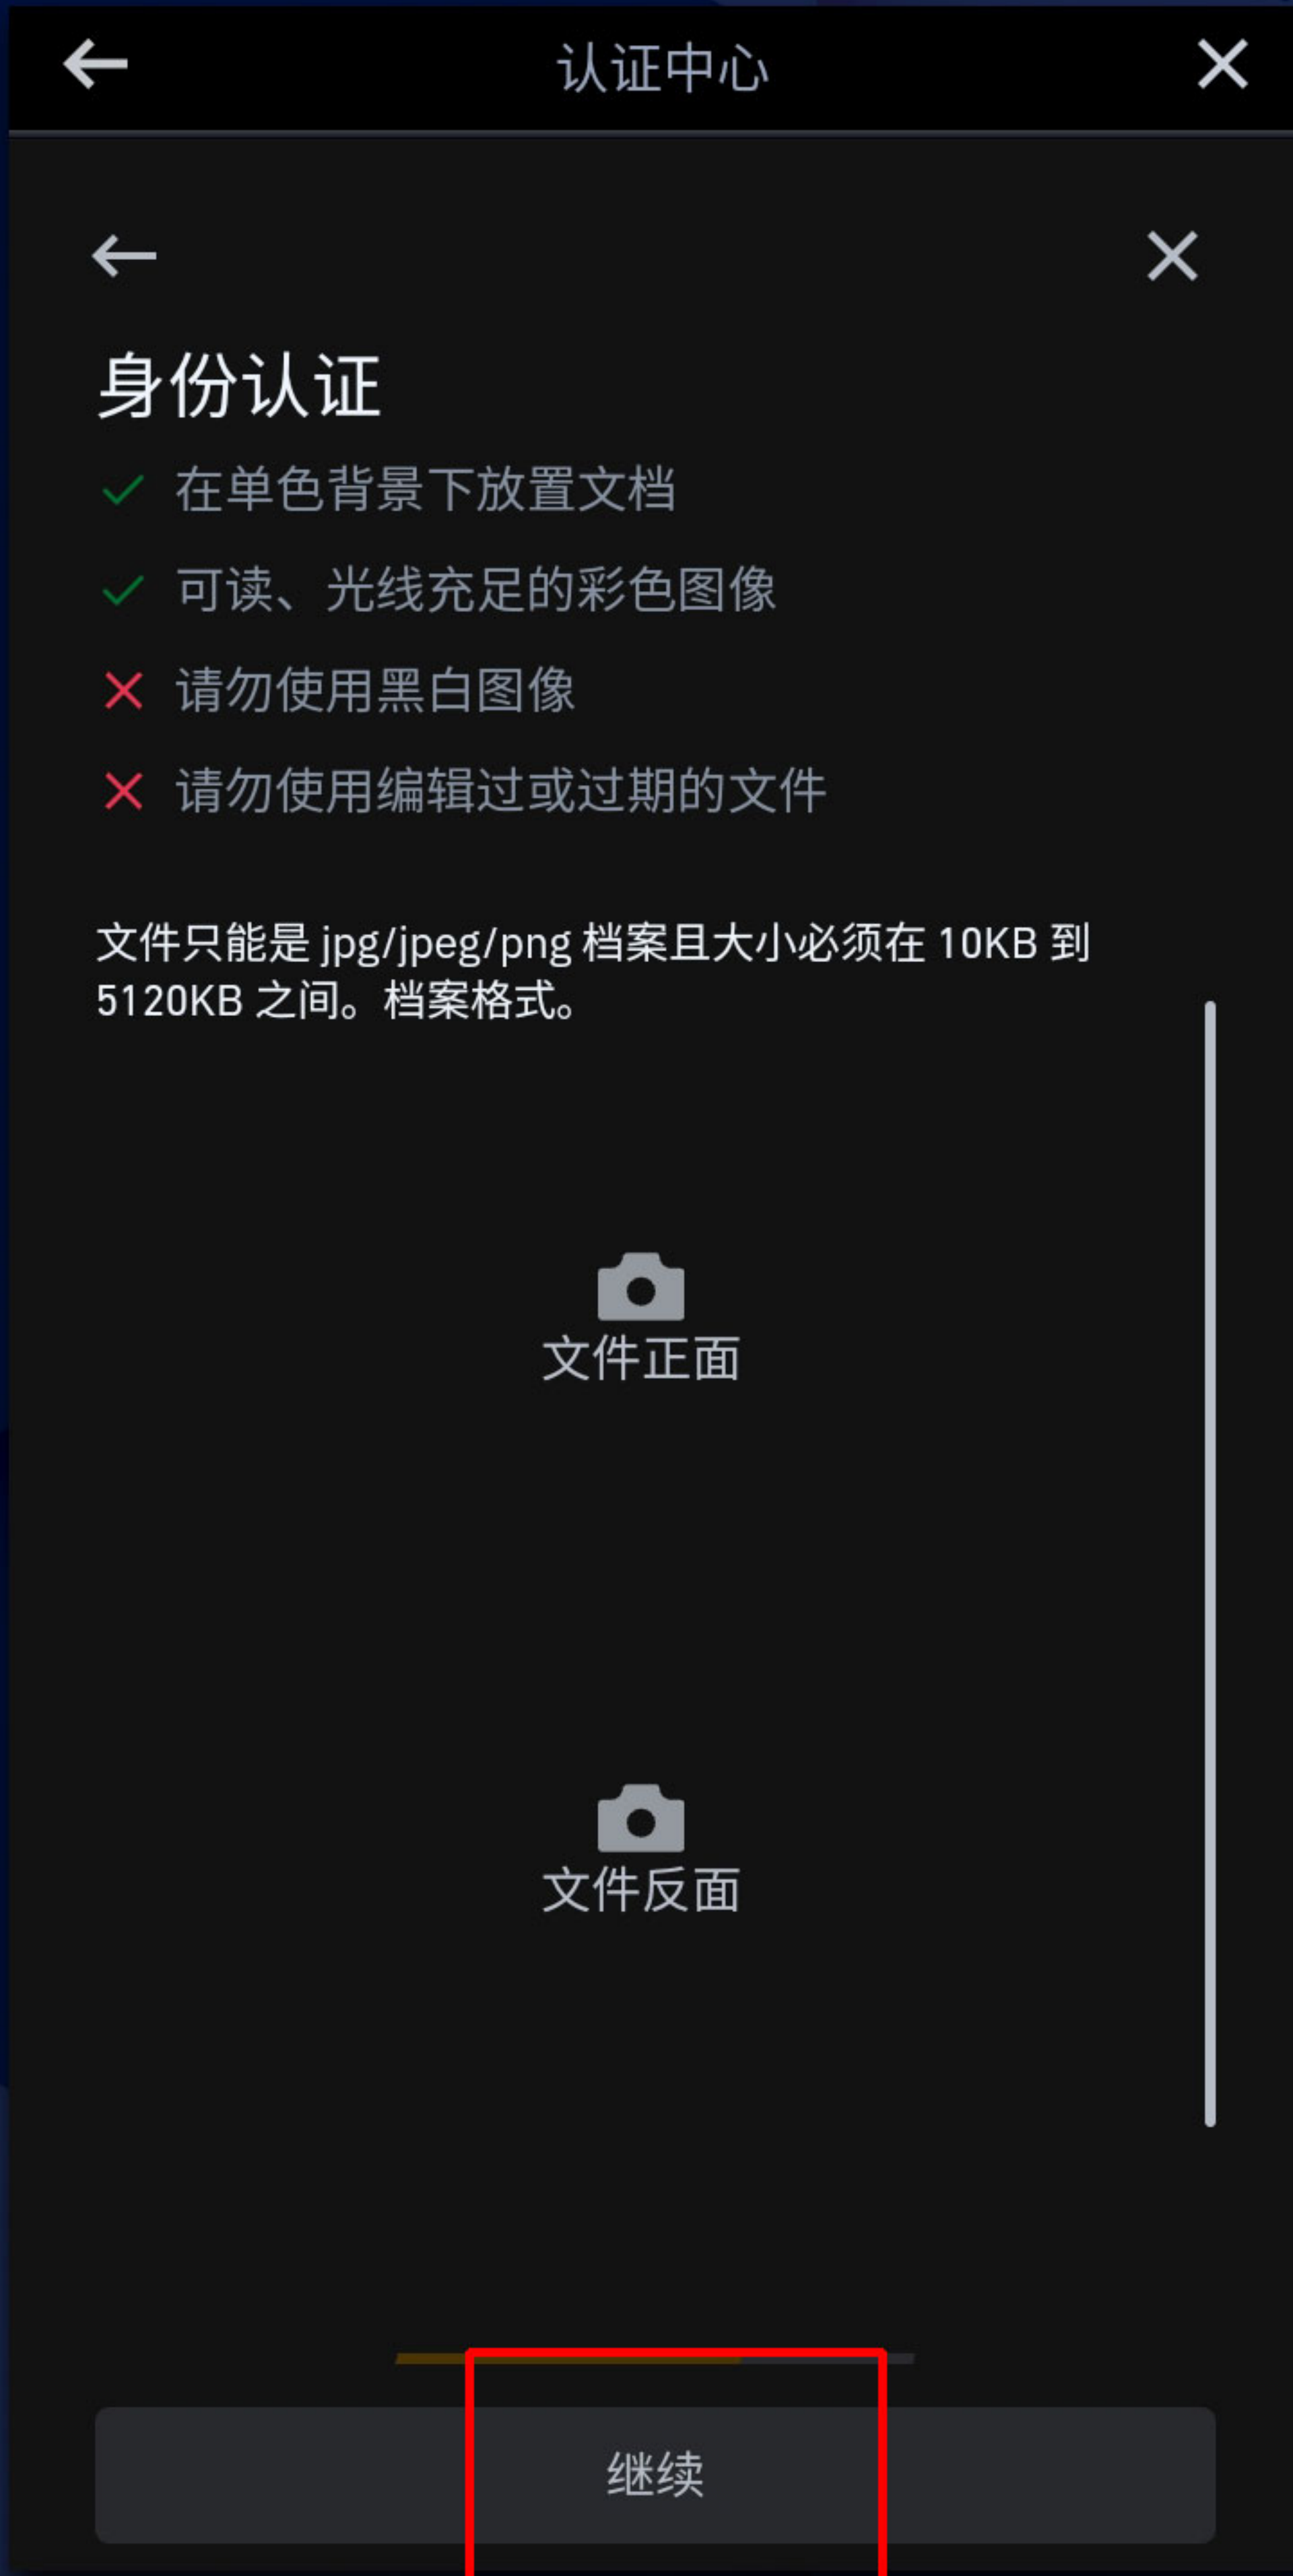 认证中心
身份认证
在单色背景下放置文档
可读、光线充足的彩色图像
请勿使用黑白图像
请勿使用编辑过或过期的文件
文件只能是 jpg/jpeg/png 档案且大小必须在 10KB 到
5120KB 之间。档案格式。
文件正面
文件反面
继续